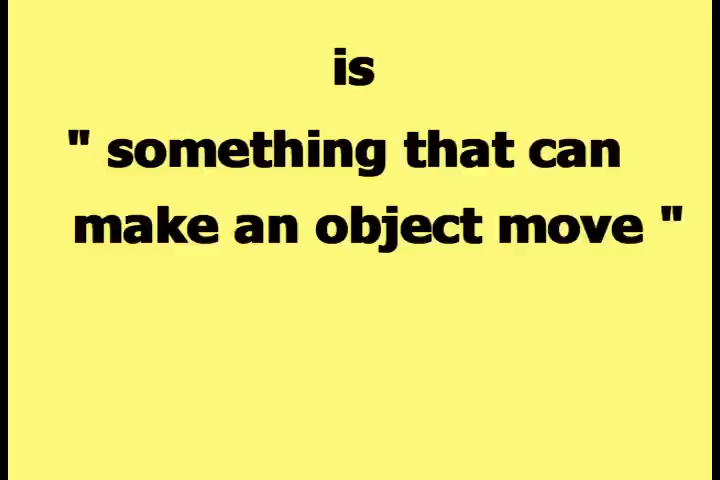 is
" something that can
make an object move "